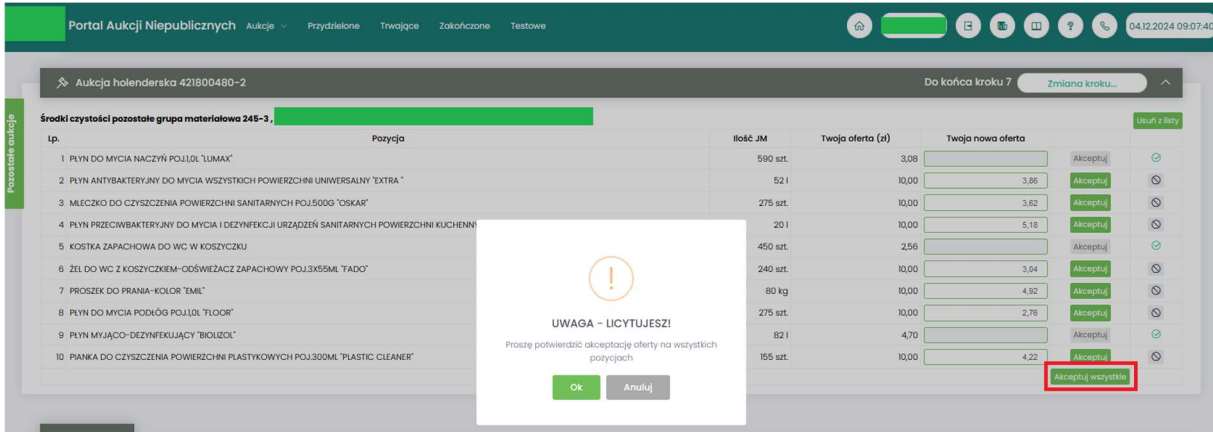 Portal Aukcji Niepublicznych Aukcje Przydzielone Trwające Zakończone Testowe 04.12.2024 09:07:40
Aukcja holenderska 421800480-2 Do końca kroku 7 Zmiana kroku...
Pozostałe aukcje
Środki czystości pozostałe grupa materiałowa 245-3 , Usuń z listy
Lp. Pozycja Ilość JM Twoja oferta (zł) Twoja nowa oferta
1 PŁYN DO MYCIA NACZYŃ POJ.1,0L "LUMAX" 590 szt. 3,08 Akceptuj
2 PŁYN ANTYBAKTERYJNY DO MYCIA WSZYSTKICH POWIERZCHNI UNIWERSALNY "EXTRA " 52 l 10,00 3,86 Akceptuj
3 MLECZKO DO CZYSZCZENIA POWIERZCHNI SANITARNYCH POJ.500G "OSKAR" 275 szt. 10,00 3,62 Akceptuj
4 PŁYN PRZECIWBAKTERYJNY DO MYCIA I DEZYNFEKCJI URZĄDZEŃ SANITARNYCH POWIERZCHNI KUCHENNY 20 l 10,00 5,18 Akceptuj
5 KOSTKA ZAPACHOWA DO WC W KOSZYCZKU 450 szt. 2,56 Akceptuj
6 ŻEL DO WC Z KOSZYCZKIEM-ODŚWIEŻACZ ZAPACHOWY POJ.3X55ML "FADO" 240 szt. 10,00 3,04 Akceptuj
7 PROSZEK DO PRANIA-KOLOR "EMIL" 80 kg 10,00 4,92 Akceptuj
8 PŁYN DO MYCIA PODŁÓG POJ.1,0L "FLOOR" 275 szt. 10,00 2,76 Akceptuj
9 PŁYN MYJĄCO-DEZYNFEKUJĄCY "BIOLIZOL" 82 l 4,70 Akceptuj
10 PIANKA DO CZYSZCZENIA POWIERZCHNI PLASTYKOWYCH POJ.300ML "PLASTIC CLEANER" 155 szt. 10,00 4,22 Akceptuj
Akceptuj wszystkie
UWAGA - LICYTUJESZ!
Proszę potwierdzić akceptację oferty na wszystkich
pozycjach
Ok Anuluj